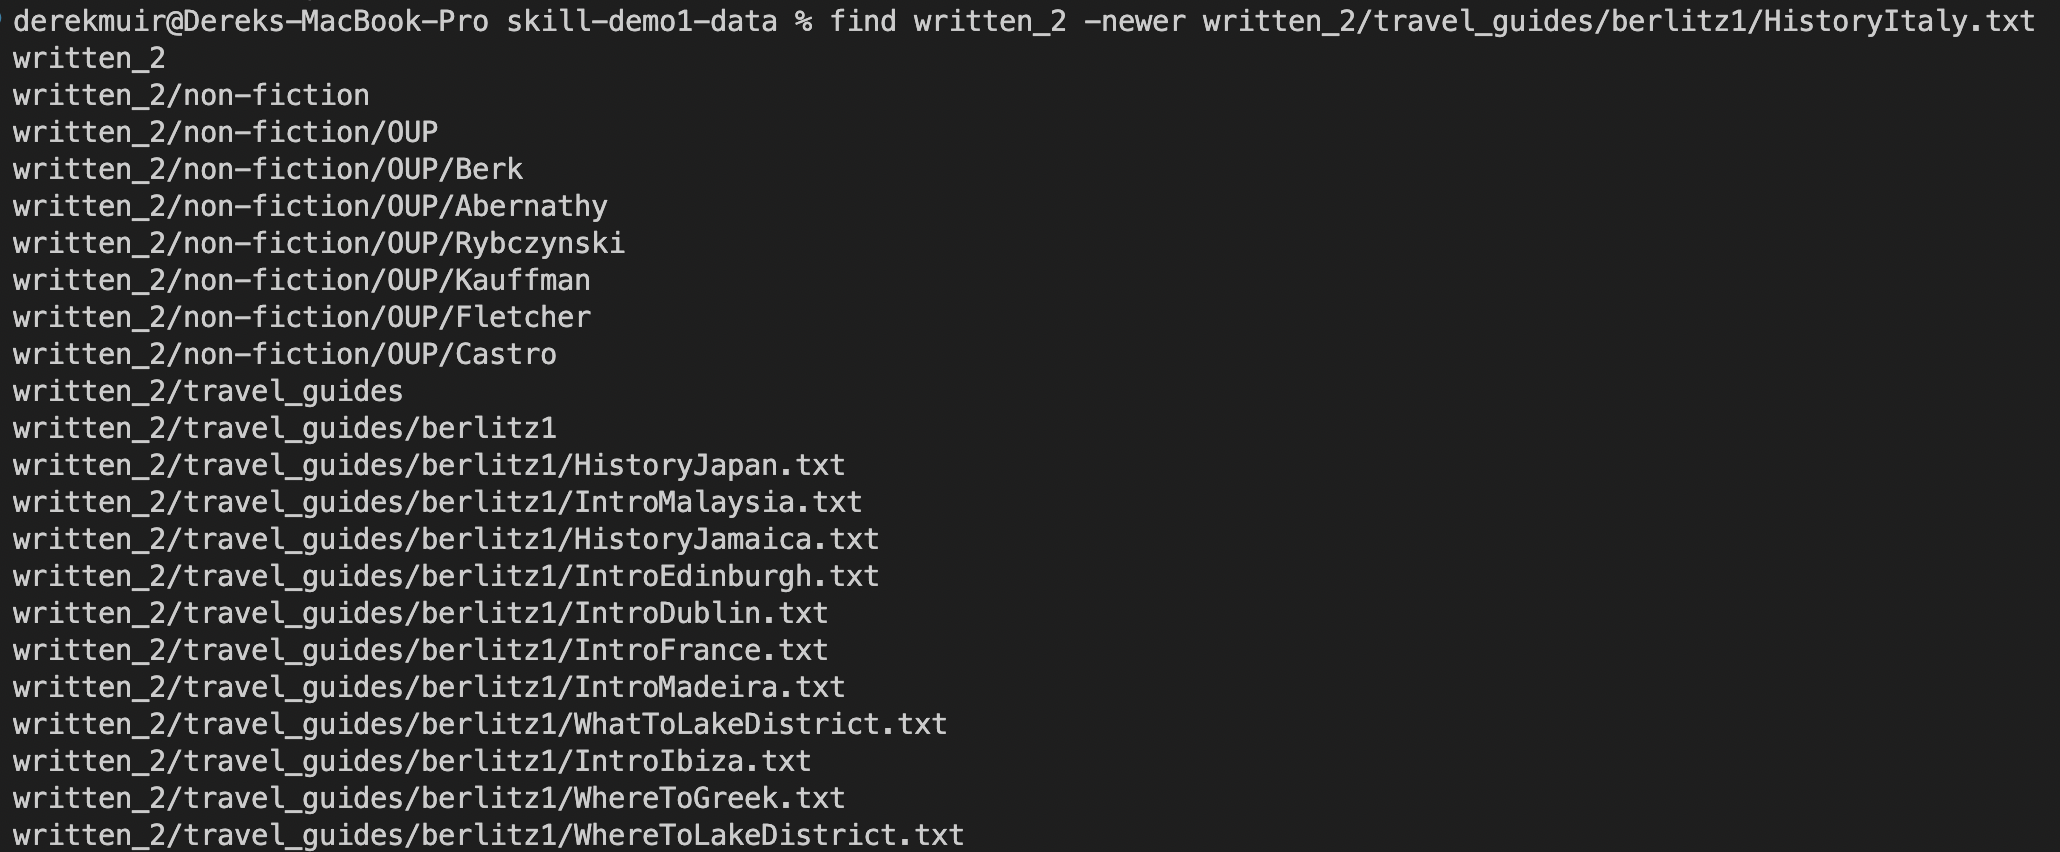 derekmuir@Dereks-MacBook-Pro skill-demo1-data % find written_2 -newer written_2/travel_guides/berlitz1/HistoryItaly.txt
written_2
written_2/non-fiction
written_2/non-fiction/OUP
written_2/non-fiction/OUP/Berk
written_2/non-fiction/OUP/Abernathy
written_2/non-fiction/OUP/Rybczynski
written_2/non-fiction/OUP/Kauffman
written_2/non-fiction/OUP/Fletcher
written_2/non-fiction/OUP/Castro
written_2/travel_guides
written_2/travel_guides/berlitz1
written_2/travel_guides/berlitz1/HistoryJapan.txt
written_2/travel_guides/berlitz1/IntroMalaysia.txt
written_2/travel_guides/berlitz1/HistoryJamaica.txt
written_2/travel_guides/berlitz1/IntroEdinburgh.txt
written_2/travel_guides/berlitz1/IntroDublin.txt
written_2/travel_guides/berlitz1/IntroFrance.txt
written_2/travel_guides/berlitz1/IntroMadeira.txt
written_2/travel_guides/berlitz1/WhatToLakeDistrict.txt
written_2/travel_guides/berlitz1/IntroIbiza.txt
written_2/travel_guides/berlitz1/WhereToGreek.txt
written_2/travel_guides/berlitz1/WhereToLakeDistrict.txt